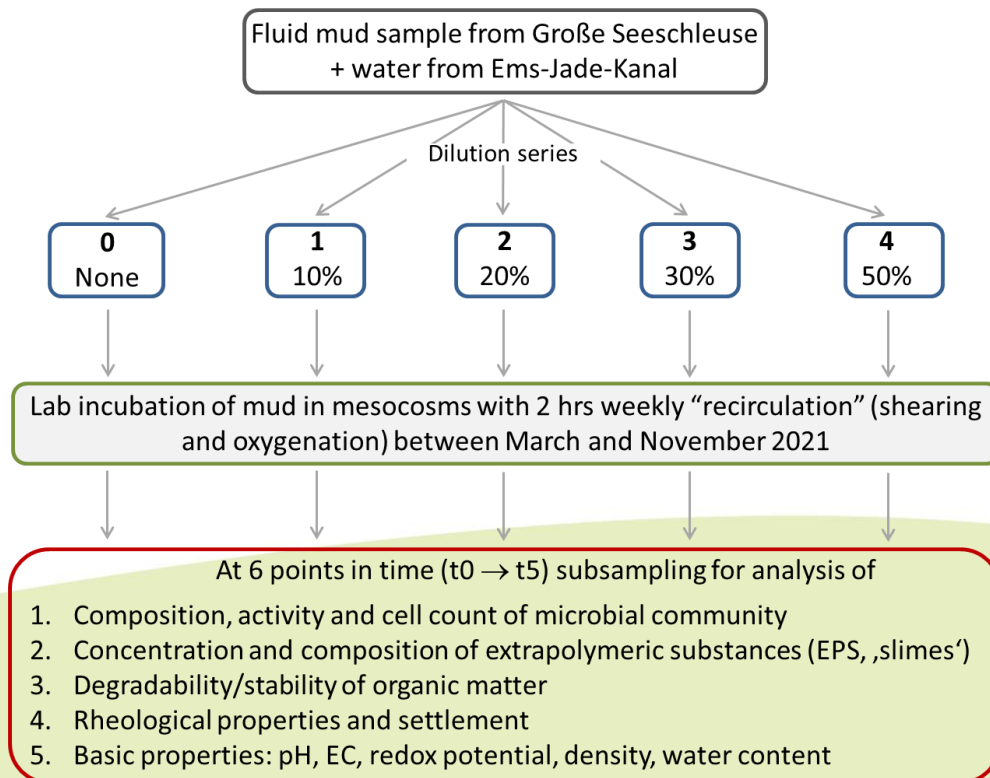 Fluid mud sample from Große Seeschleuse
+ water from Ems-Jade-Kanal
Dilution series
0
None
1
10%
2
20%
3
30%
4
50%
Lab incubation of mud in mesocosms with 2 hrs weekly “recirculation” (shearing
and oxygenation) between March and November 2021
At 6 points in time (t0 → t5) subsampling for analysis of
1. Composition, activity and cell count of microbial community
2. Concentration and composition of extrapolymeric substances (EPS, ‚slimes‘)
3. Degradability/stability of organic matter
4. Rheological properties and settlement
5. Basic properties: pH, EC, redox potential, density, water content